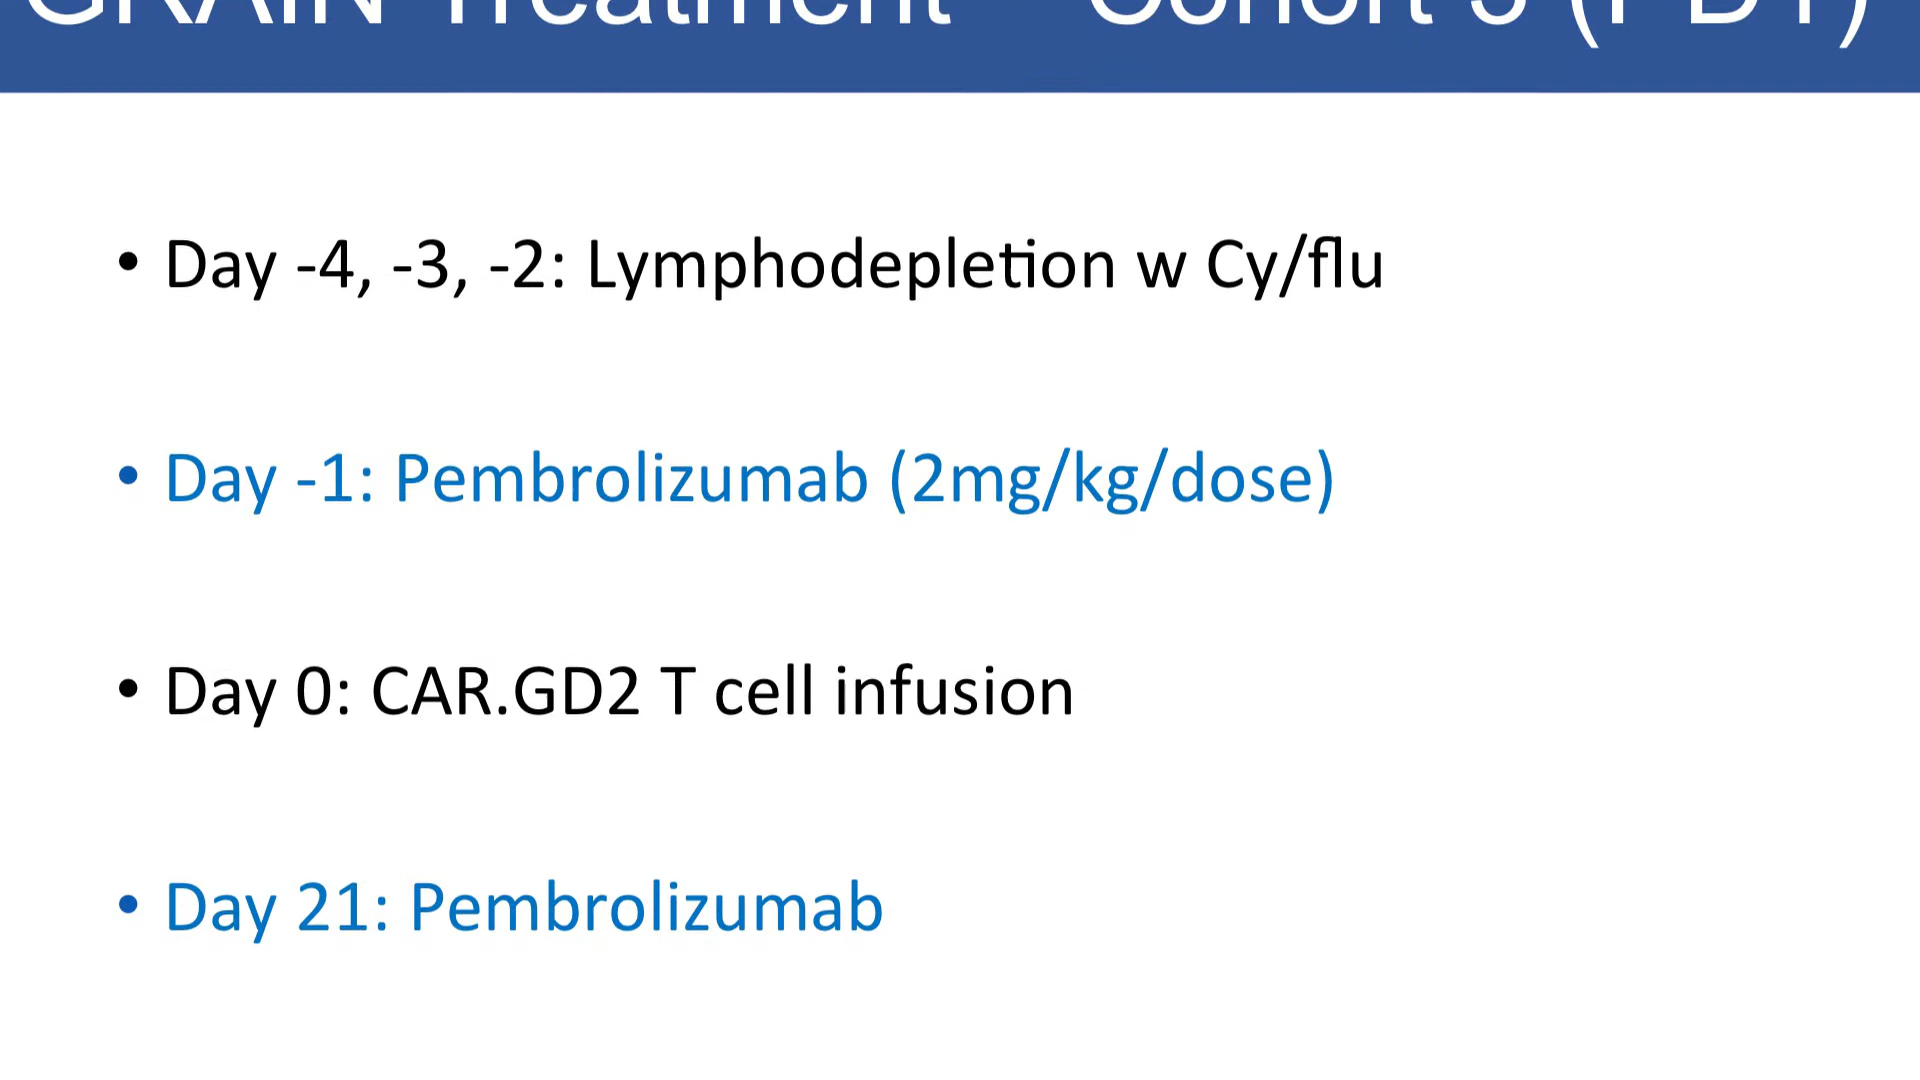 GRAIN Treatment Cohort 3 (PD1)
• Day -4, -3, -2: Lymphodepletion w Cy/flu
• Day -1: Pembrolizumab (2mg/kg/dose)
• Day 0: CAR.GD2 T cell infusion
• Day 21: Pembrolizumab